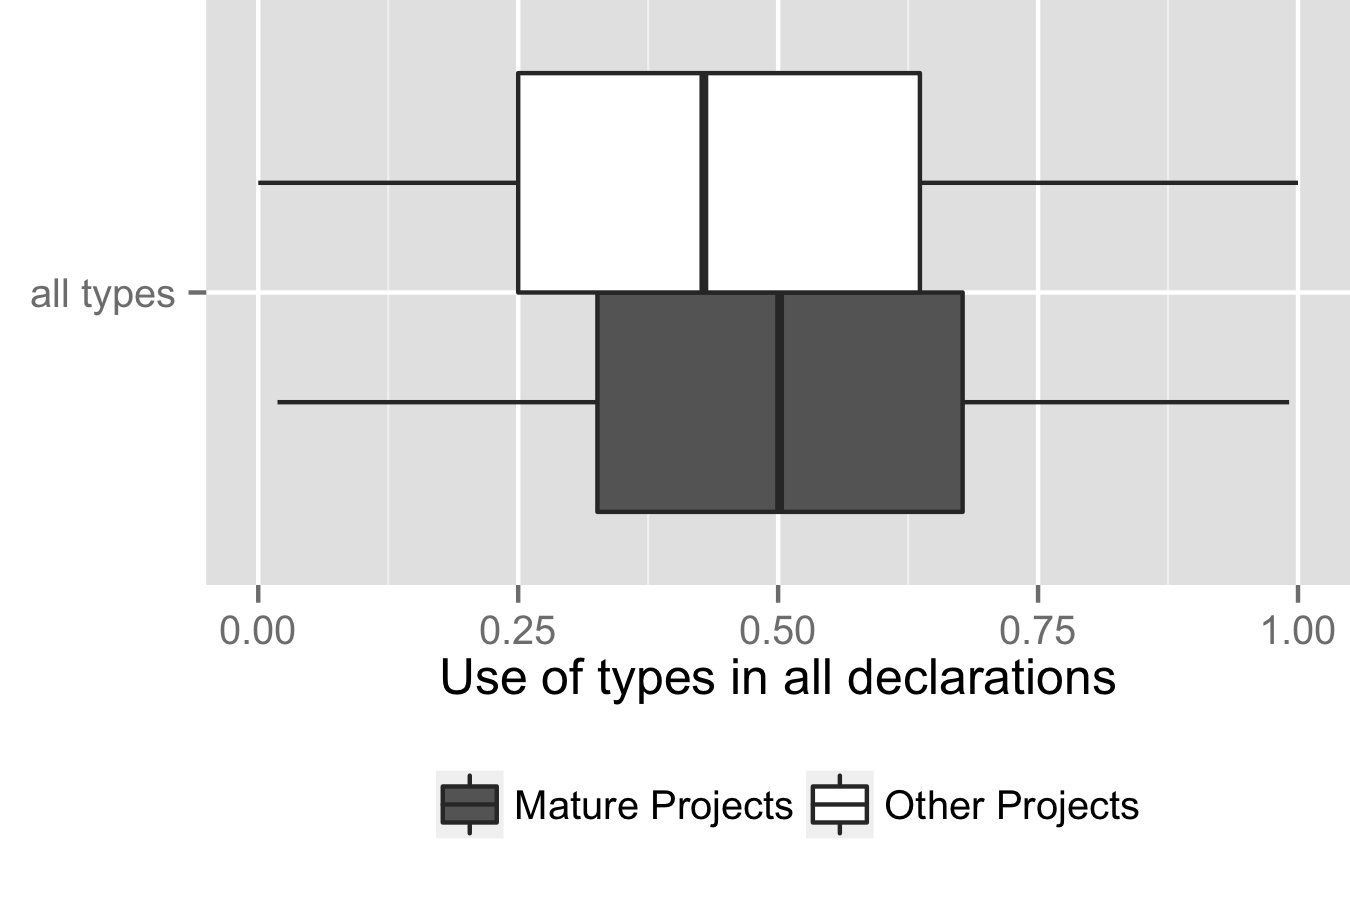 all types
0.00 0.25 0.50 0.75 1.00
Use of types in all declarations
Mature Projects Other Projects